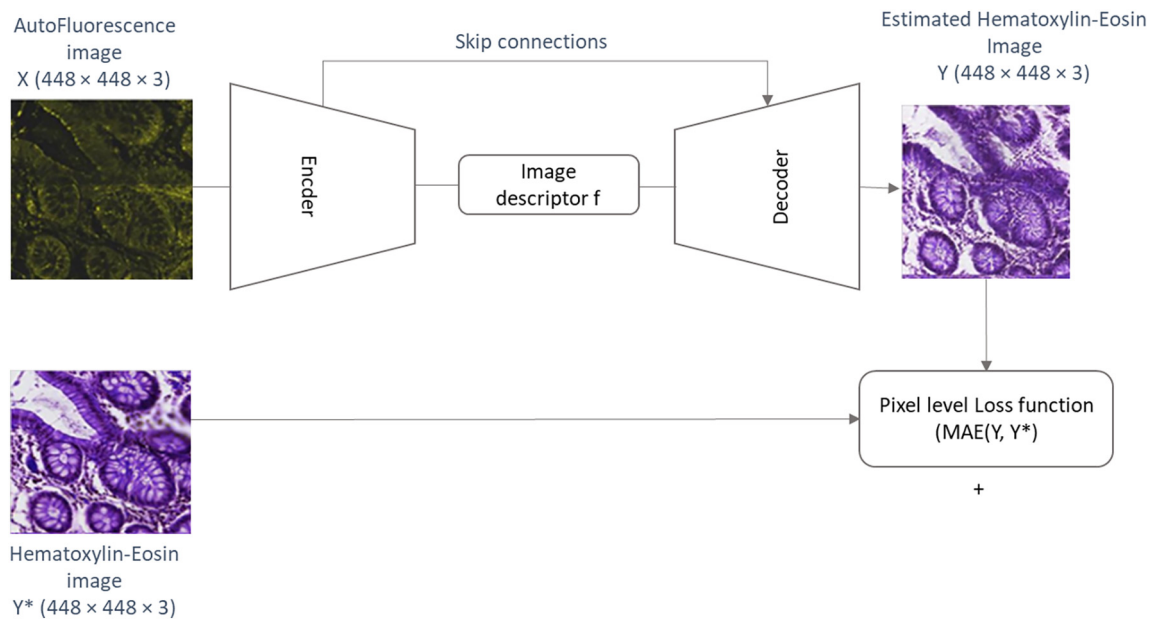 AutoFluorescence
image
X (448 × 448 × 3)
Skip connections
Estimated Hematoxylin-Eosin
Image
Y (448 × 448 × 3)
Encder
Image
descriptor f
Decoder
Pixel level Loss function
(MAE(Y, Y*)
+
Hematoxylin-Eosin
image
Y* (448 × 448 × 3)